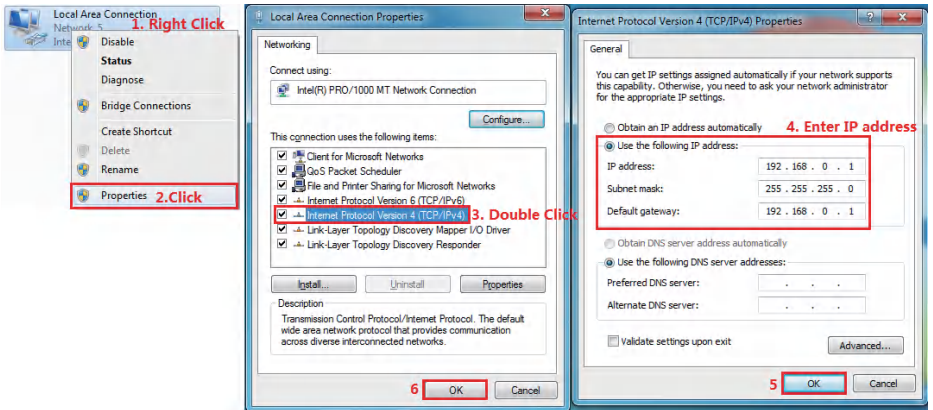 Local Area Connection
Network 5
Inte
1. Right Click
Disable
Status
Diagnose
Bridge Connections
Create Shortcut
Delete
Rename
Properties 2.Click
Local Area Connection Properties
Networking
Connect using:
Intel(R) PRO/1000 MT Network Connection
Configure...
This connection uses the following items:
Client for Microsoft Networks
QoS Packet Scheduler
File and Printer Sharing for Microsoft Networks
Internet Protocol Version 6 (TCP/IPv6)
Internet Protocol Version 4 (TCP/IPv4) 3. Double Click
Link-Layer Topology Discovery Mapper I/O Driver
Link-Layer Topology Discovery Responder
Install... Uninstall Properties
Description
Transmission Control Protocol/Internet Protocol. The default
wide area network protocol that provides communication
across diverse interconnected networks.
6 OK Cancel
Internet Protocol Version 4 (TCP/IPv4) Properties
General
You can get IP settings assigned automatically if your network supports
this capability. Otherwise, you need to ask your network administrator
for the appropriate IP settings.
Obtain an IP address automatically
4. Enter IP address
Use the following IP address:
IP address: 192 . 168 . 0 . 1
Subnet mask: 255 . 255 . 255 . 0
Default gateway: 192 . 168 . 0 . 1
Obtain DNS server address automatically
Use the following DNS server addresses:
Preferred DNS server: . . .
Alternate DNS server: . . .
Validate settings upon exit
Advanced...
5 OK Cancel